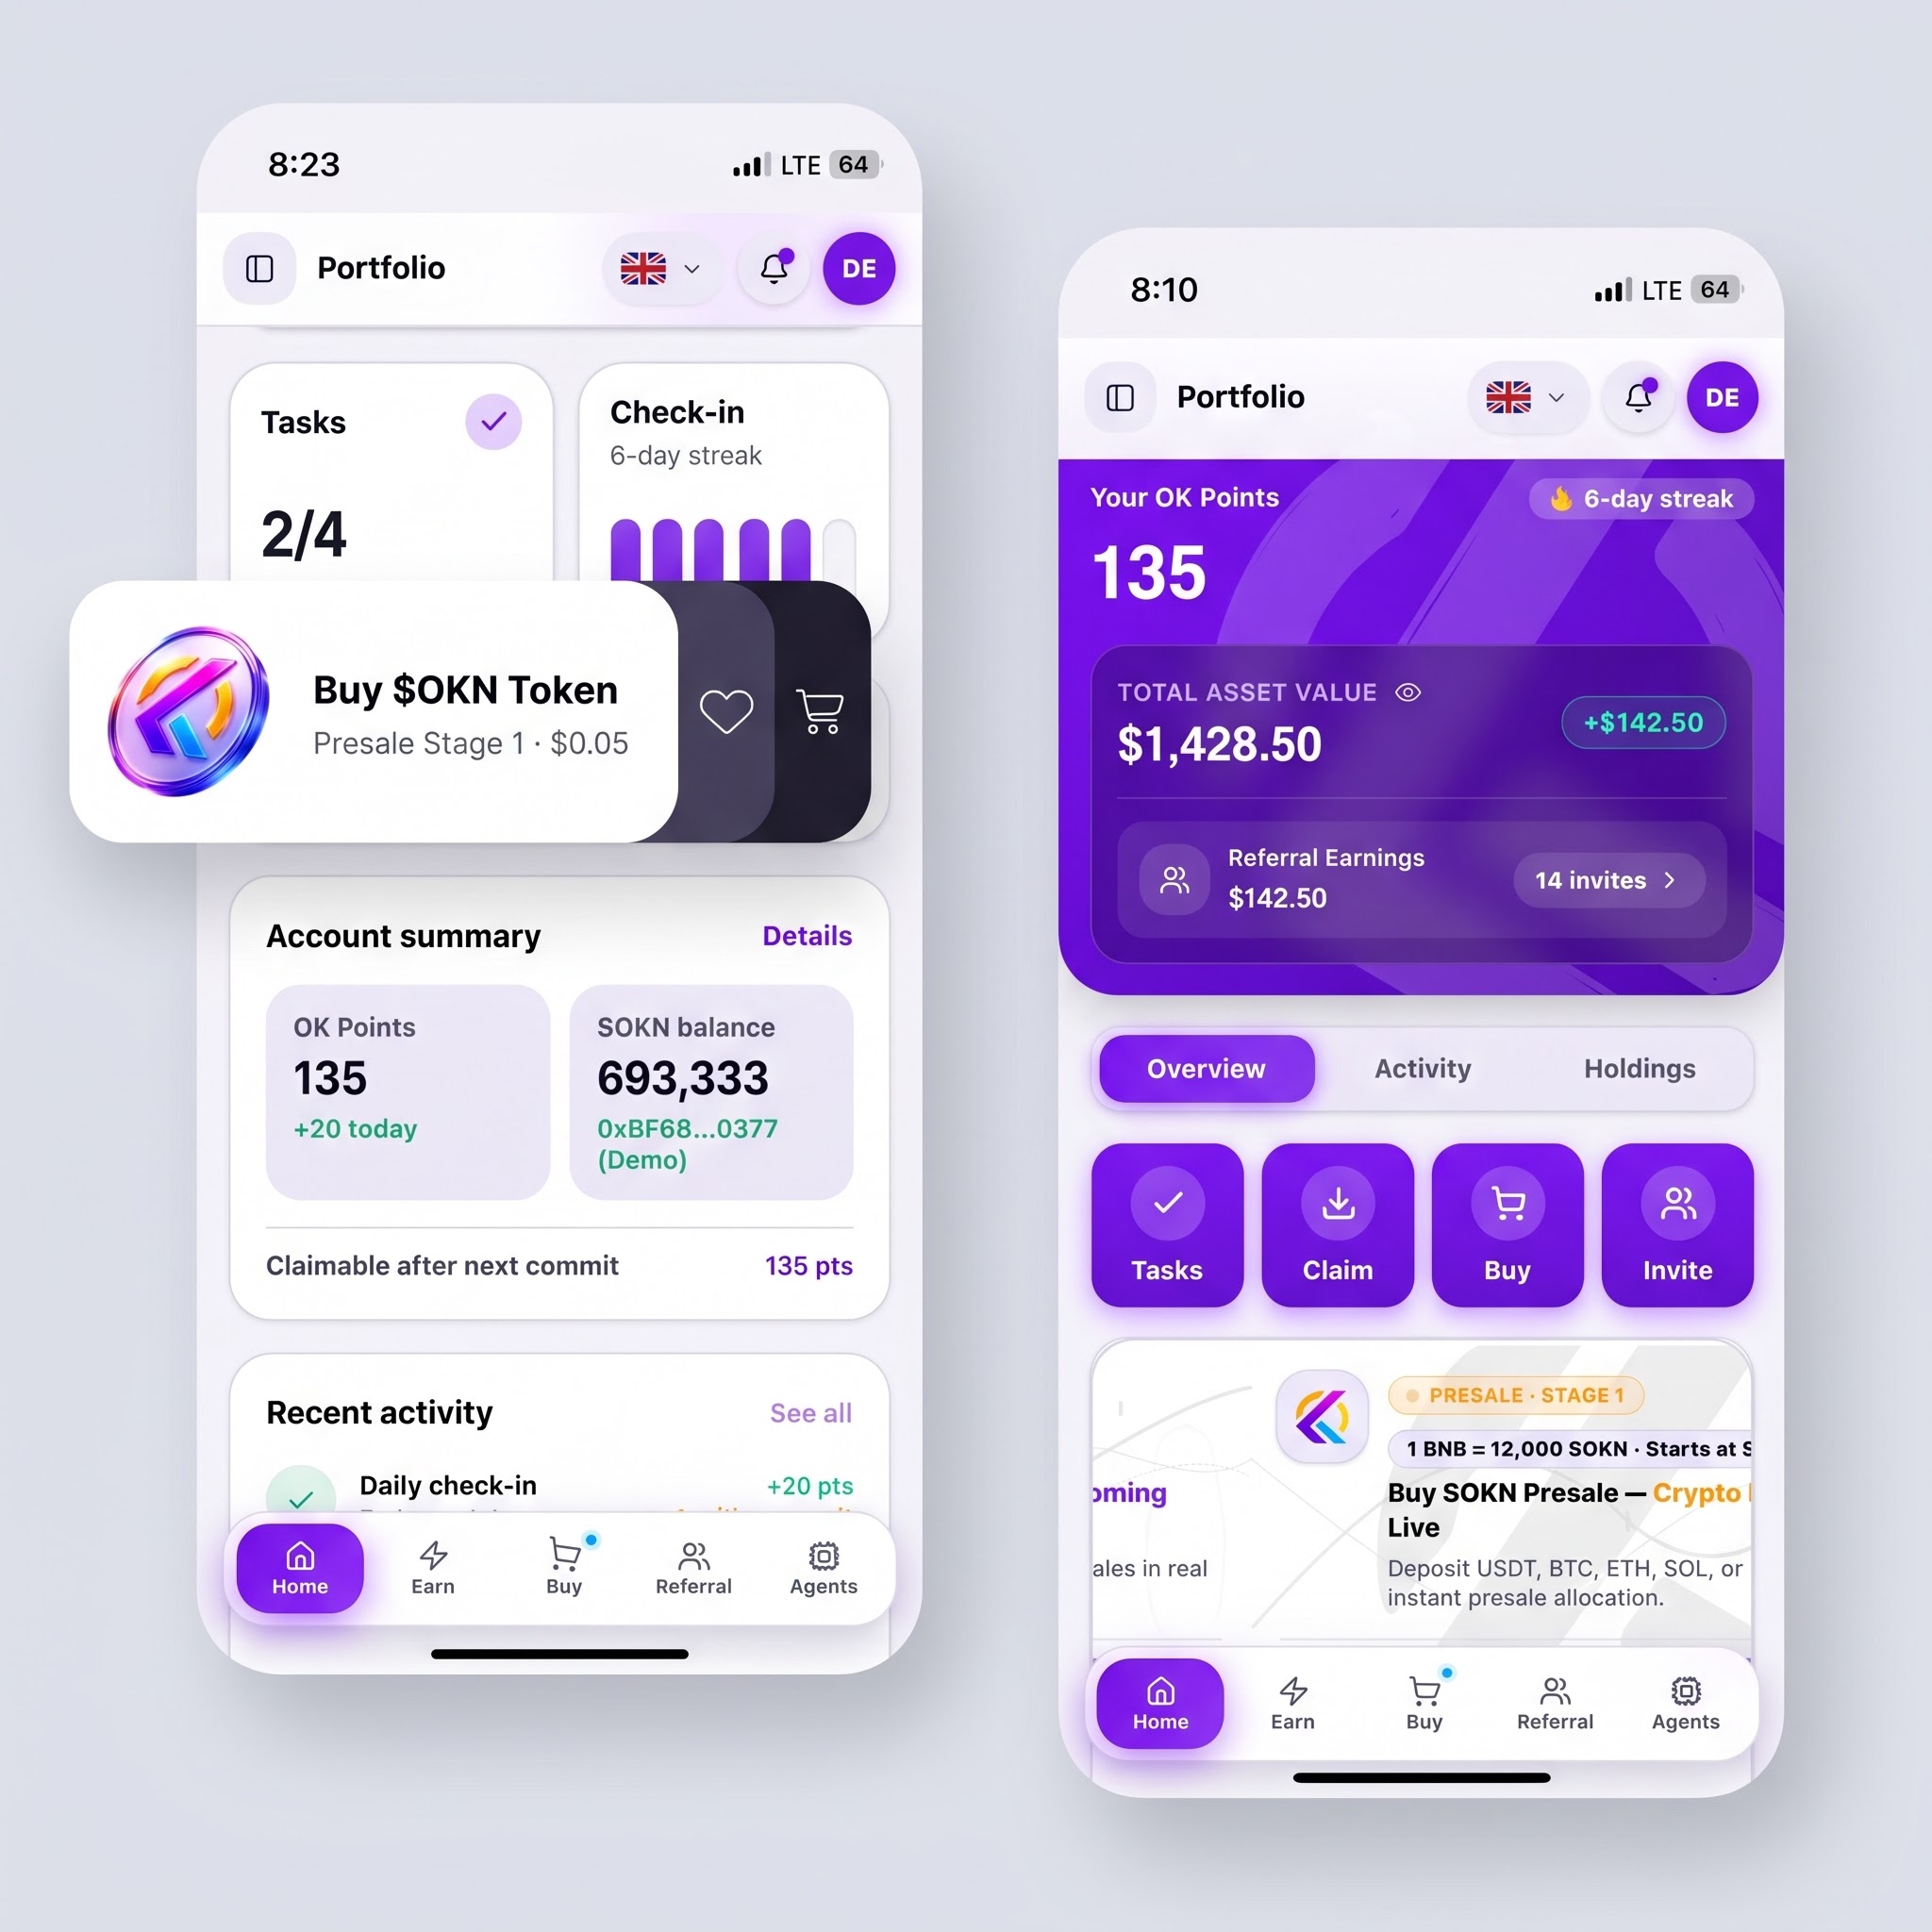 8:23
LTE 64
Portfolio
DE
Tasks
2/4
Check-in
6-day streak
Buy $OKN Token
Presale Stage 1 · $0.05
Account summary
Details
OK Points
135
+20 today
SOKN balance
693,333
0xBF68...0377
(Demo)
Claimable after next commit
135 pts
Recent activity
See all
Daily check-in
+20 pts
Home
Earn
Buy
Referral
Agents
8:10
LTE 64
Portfolio
DE
Your OK Points
6-day streak
135
TOTAL ASSET VALUE
$1,428.50
+$142.50
Referral Earnings
$142.50
14 invites
Overview
Activity
Holdings
Tasks
Claim
Buy
Invite
oming
ales in real
PRESALE · STAGE 1
1 BNB = 12,000 SOKN · Starts at
Buy SOKN Presale — Crypto
Live
Deposit USDT, BTC, ETH, SOL, or
instant presale allocation.
Home
Earn
Buy
Referral
Agents